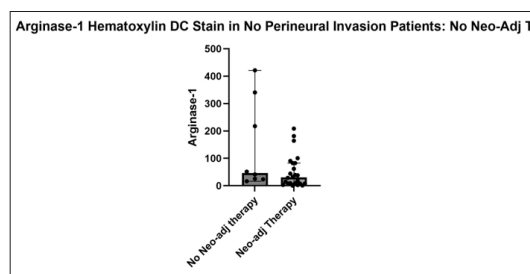 Arginase-1 Hematoxylin DC Stain in No Perineural Invasion Patients: No Neo-Adj T
500
400
300
200
100
0
Arginase-1
No Neo-adj therapy
Neo-adj Therapy